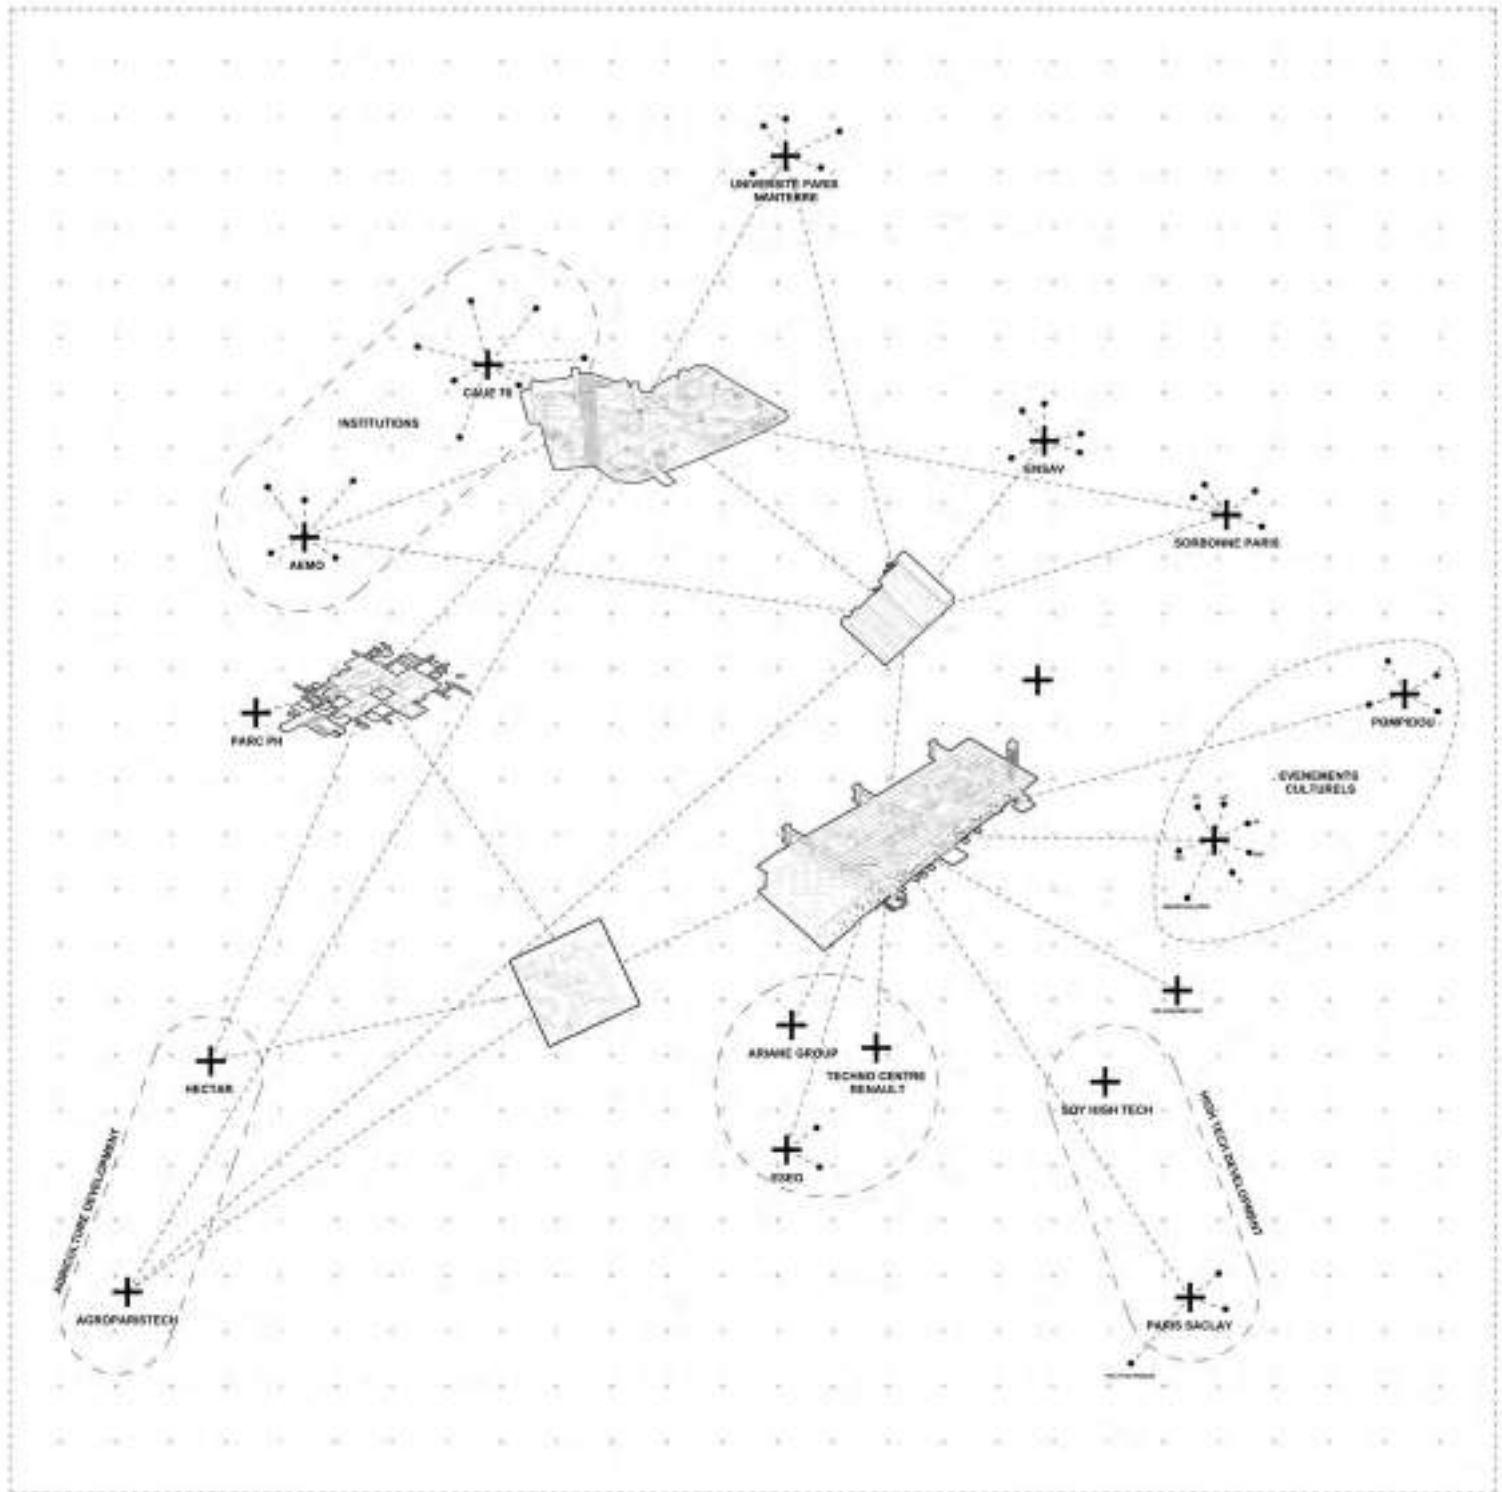 UNIVERSITE PARIS
NANTERRE
CAUE 78
INSTITUTIONS
ENSAV
SORBONNE PARIS
AEMO
PARC PH
POMPIDOU
EVENEMENTS
CULTURELS
ARIANE GROUP
TECHNO CENTRE
RENAULT
HECTAR
SQY HIGH TECH
HIGH TECH DEVELOPMENT
AGRICULTURE DEVELOPMENT
AGROPARISTECH
PARIS SACLAY